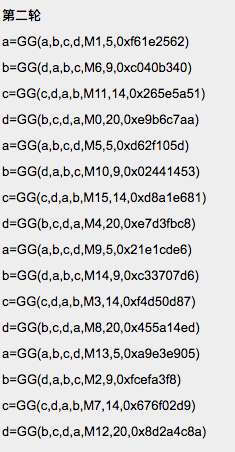 第二轮
a=GG(a,b,c,d,M1,5,0xf61e2562)
b=GG(d,a,b,c,M6,9,0xc040b340)
c=GG(c,d,a,b,M11,14,0x265e5a51)
d=GG(b,c,d,a,M0,20,0xe9b6c7aa)
a=GG(a,b,c,d,M5,5,0xd62f105d)
b=GG(d,a,b,c,M10,9,0x02441453)
c=GG(c,d,a,b,M15,14,0xd8a1e681)
d=GG(b,c,d,a,M4,20,0xe7d3fbc8)
a=GG(a,b,c,d,M9,5,0x21e1cde6)
b=GG(d,a,b,c,M14,9,0xc33707d6)
c=GG(c,d,a,b,M3,14,0xf4d50d87)
d=GG(b,c,d,a,M8,20,0x455a14ed)
a=GG(a,b,c,d,M13,5,0xa9e3e905)
b=GG(d,a,b,c,M2,9,0xfcefa3f8)
c=GG(c,d,a,b,M7,14,0x676f02d9)
d=GG(b,c,d,a,M12,20,0x8d2a4c8a)